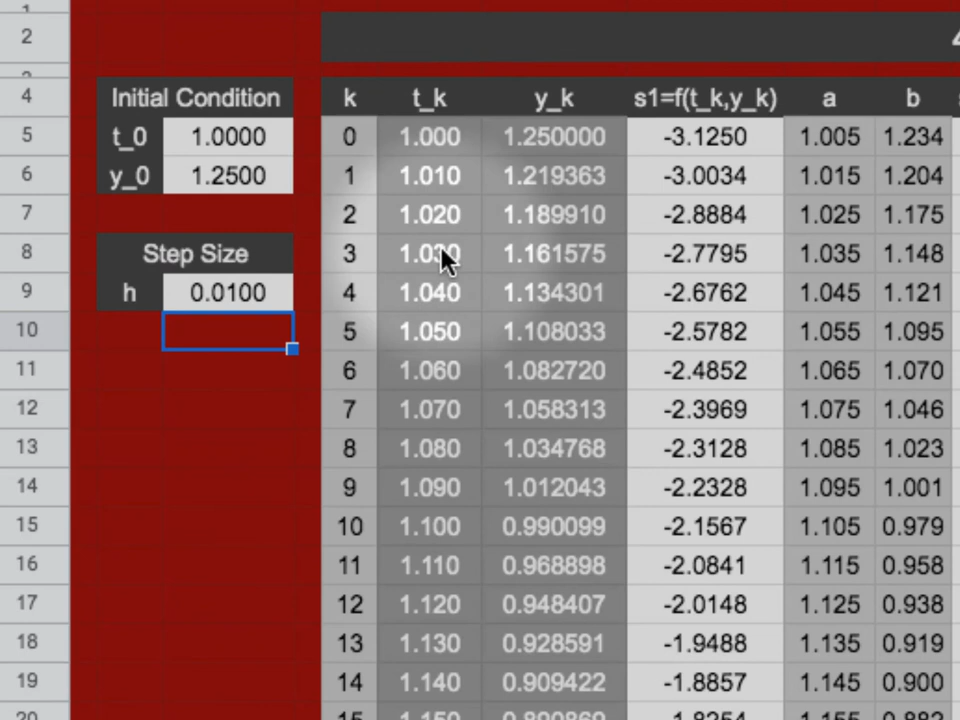 2
4 Initial Condition k t_k y_k s1=f(t_k,y_k) a b
5 t_0 1.0000 0 1.000 1.250000 -3.1250 1.005 1.234
6 y_0 1.2500 1 1.010 1.219363 -3.0034 1.015 1.204
7 2 1.020 1.189910 -2.8884 1.025 1.175
8 Step Size 3 1.030 1.161575 -2.7795 1.035 1.148
9 h 0.0100 4 1.040 1.134301 -2.6762 1.045 1.121
10 5 1.050 1.108033 -2.5782 1.055 1.095
11 6 1.060 1.082720 -2.4852 1.065 1.070
12 7 1.070 1.058313 -2.3969 1.075 1.046
13 8 1.080 1.034768 -2.3128 1.085 1.023
14 9 1.090 1.012043 -2.2328 1.095 1.001
15 10 1.100 0.990099 -2.1567 1.105 0.979
16 11 1.110 0.968898 -2.0841 1.115 0.958
17 12 1.120 0.948407 -2.0148 1.125 0.938
18 13 1.130 0.928591 -1.9488 1.135 0.919
19 14 1.140 0.909422 -1.8857 1.145 0.900